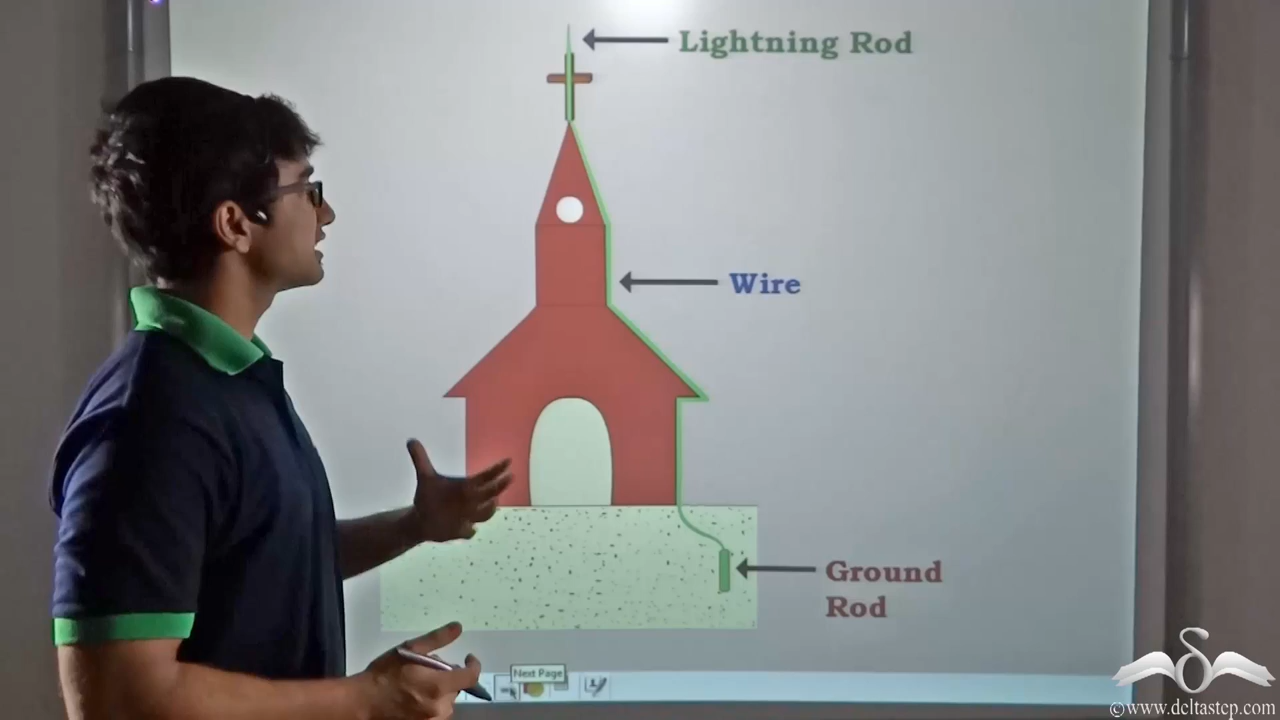 Lightning Rod
Wire
Ground
Rod
Next Page
©www.deltastep.com